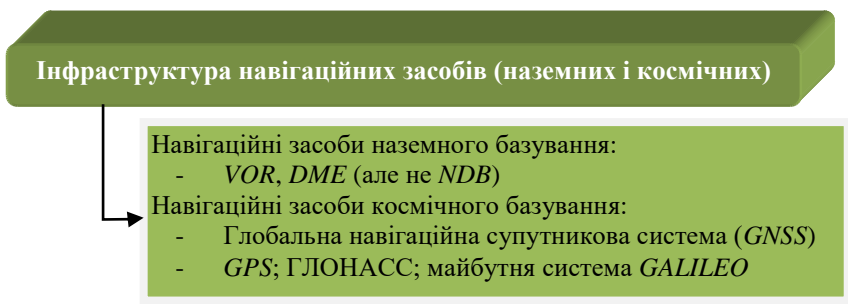 Інфраструктура навігаційних засобів (наземних і космічних)
Навігаційні засоби наземного базування:
- VOR, DME (але не NDB)
Навігаційні засоби космічного базування:
- Глобальна навігаційна супутникова система (GNSS)
- GPS; ГЛОНАСС; майбутня система GALILEO